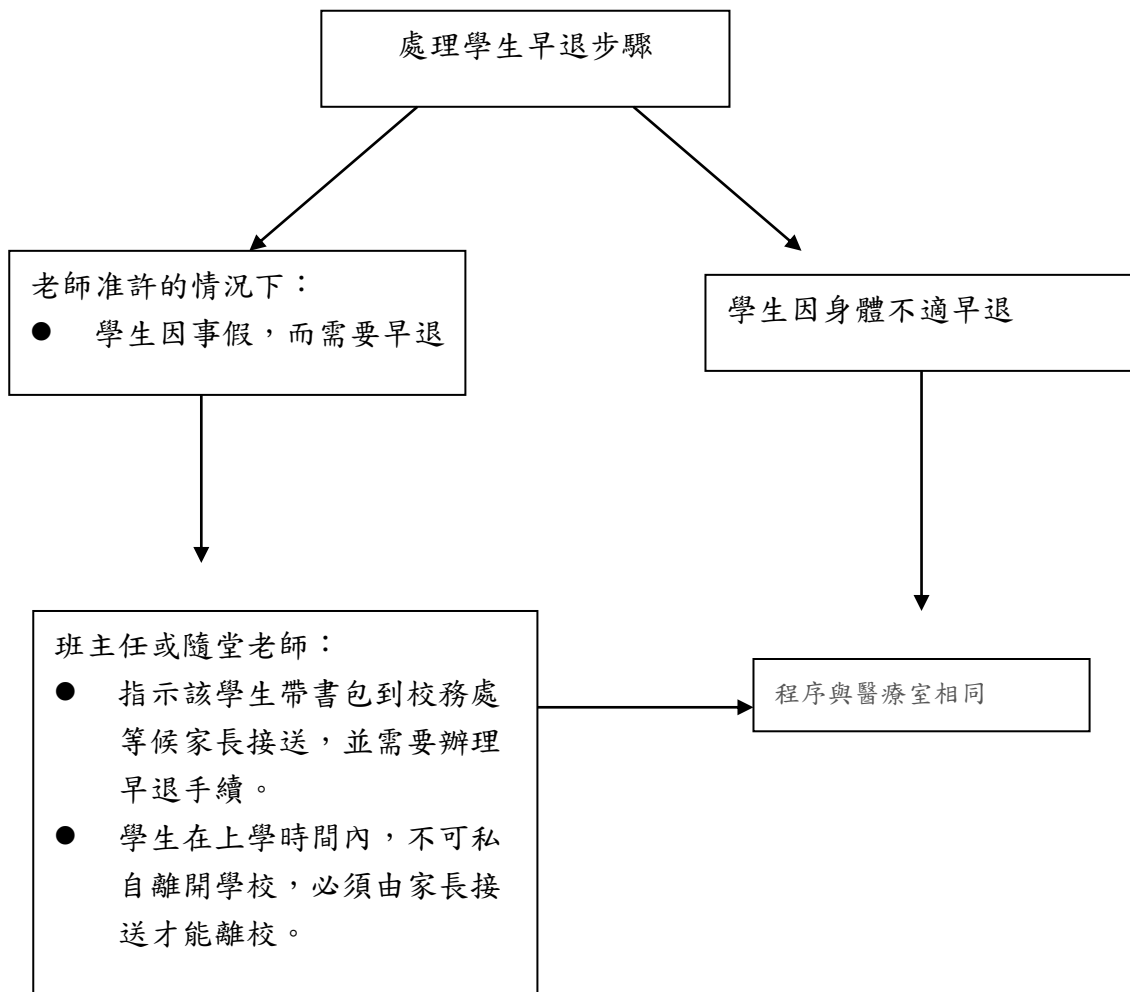 處理學生早退步驟
老師准許的情況下：
● 學生因事假，而需要早退
學生因身體不適早退
班主任或隨堂老師：
● 指示該學生帶書包到校務處
等候家長接送，並需要辦理
早退手續。
● 學生在上學時間內，不可私
自離開學校，必須由家長接
送才能離校。
程序與醫療室相同